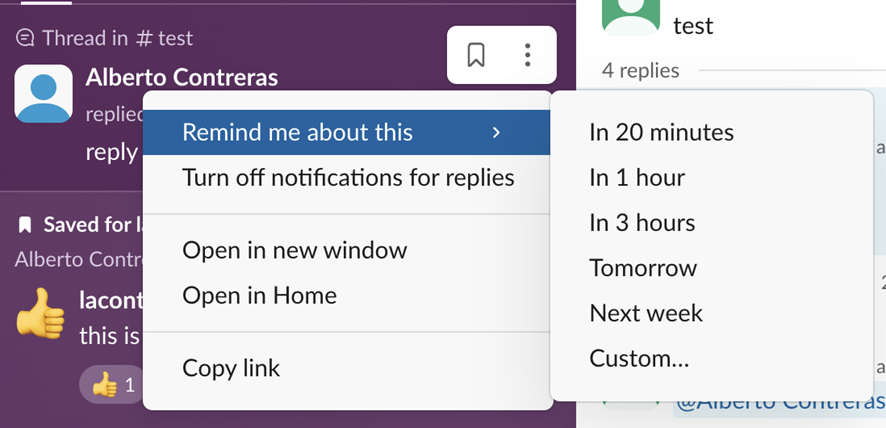 Thread in # test
Alberto Contreras
replied
reply
Saved for
Alberto
this is
1
Remind me about this
Turn off notifications for replies
Open in new window
Open in Home
Copy link
In 20 minutes
In 1 hour
In 3 hours
Tomorrow
Next week
Custom...
test
4 replies
@Alberto Contreras